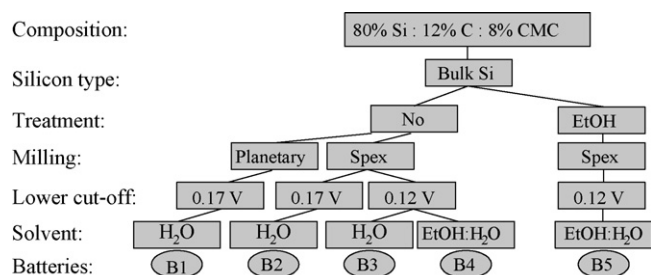 Composition: 80% Si : 12% C : 8% CMC
Silicon type: Bulk Si
Treatment: No EtOH
Milling: Planetary Spex Spex
Lower cut-off: 0.17 V 0.17 V 0.12 V 0.12 V
Solvent: H₂O H₂O H₂O EtOH:H₂O EtOH:H₂O
Batteries: B1 B2 B3 B4 B5